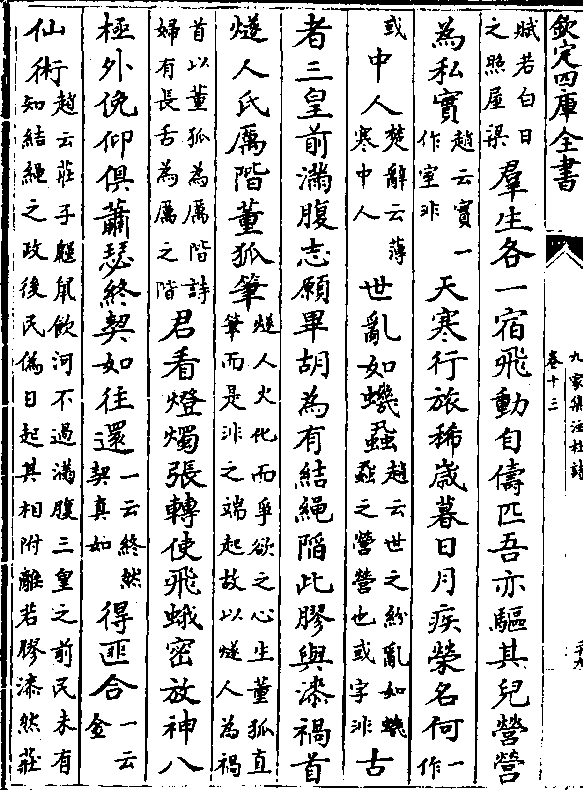 欽定四庫全書
九家集注杜詩
卷十三
賦若白日
之照屋梁
羣生各一宿飛動自儔匹吾亦驅其兒營營
為私實趙云實一
作室非
天寒行旅稀歲暮日月疾榮名何一
作
或中人楚辭云薄
寒中人
世亂如蟣蝨趙云世之紛亂如蟣
蝨之營營也或字非
古
者三皇前滿腹志願畢胡為有結繩陷此膠與漆禍首
燧人氏厲階董狐筆燧人火化而爭欲之心生董狐直
筆而是非之端起故以燧人為禍
首以董狐為厲階詩
婦有長舌為厲之階
君看燈燭張轉使飛蛾密放神八
極外俛仰俱蕭瑟終契如往還一云終然
契真如
得匪合一云
金
仙術趙云莊子鼴鼠飲河不過滿腹三皇之前民未有
知結繩之政後民偽日起其相附離若膠漆然莊